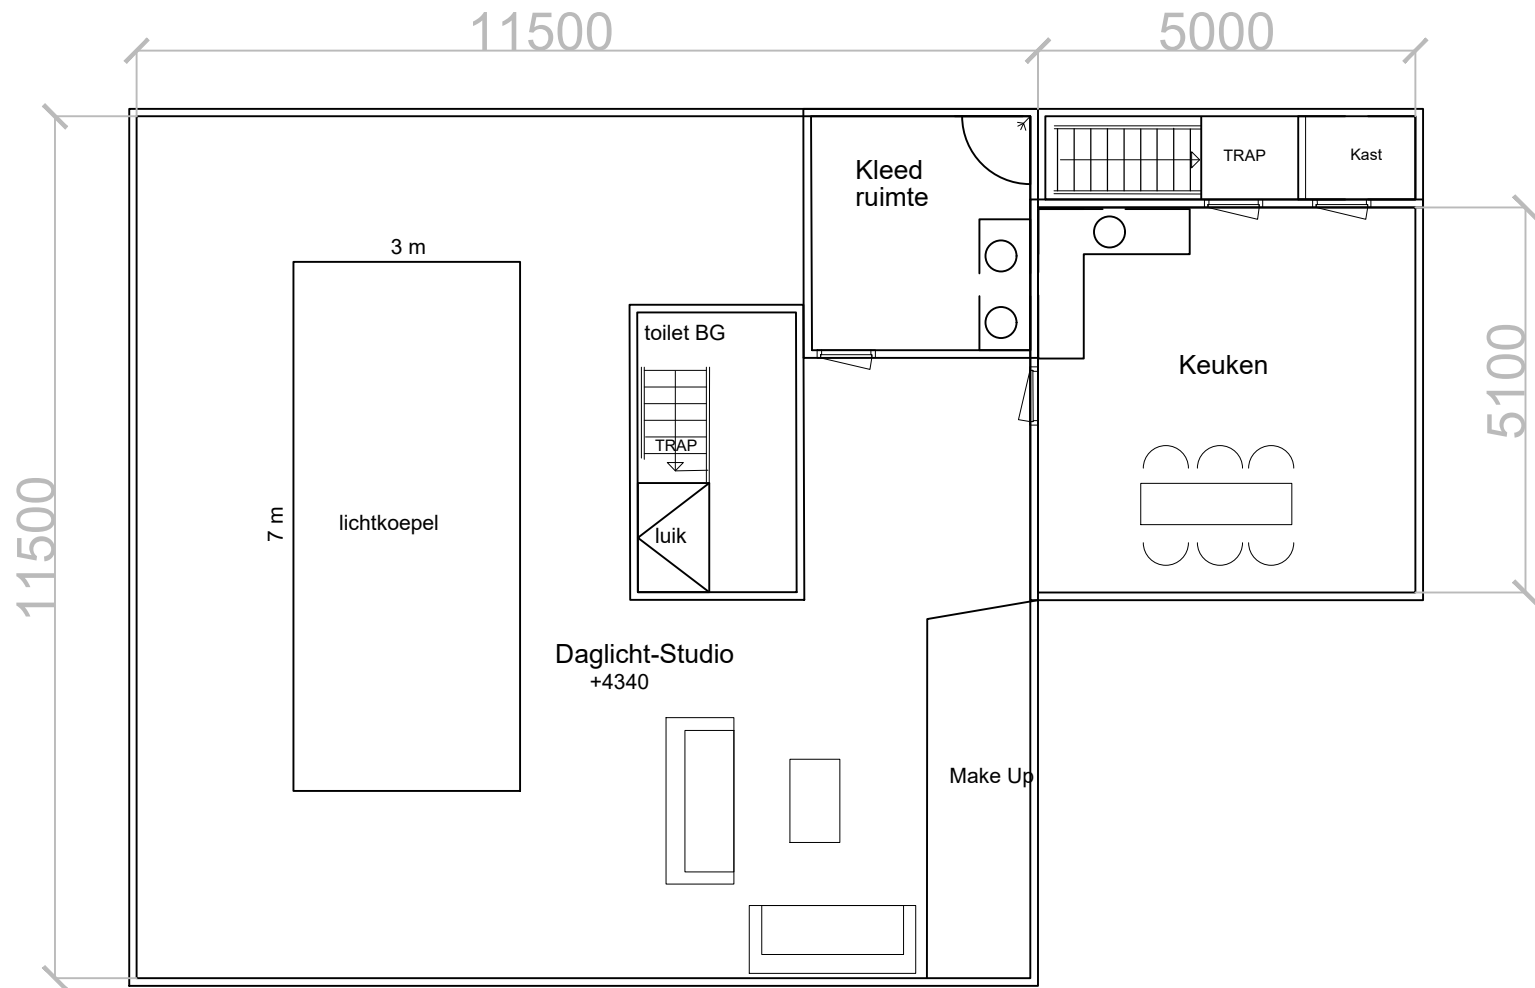 11500
5000
Kleed
ruimte
TRAP
Kast
3 m
toilet BG
Keuken
5100
TRAP
7 m
lichtkoepel
luik
11500
Daglicht-Studio
+4340
Make Up